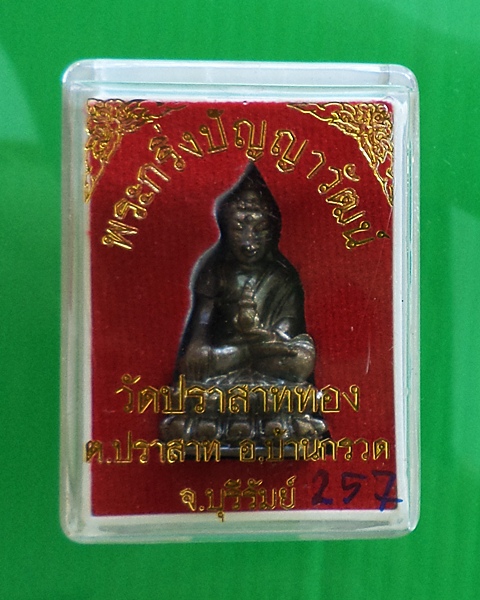 พระกริ่งปัญญาวัฒน์
วัดปราสาททอง
ต.ปราสาท อ.บ้านกรวด
จ.บุรีรัมย์ 257